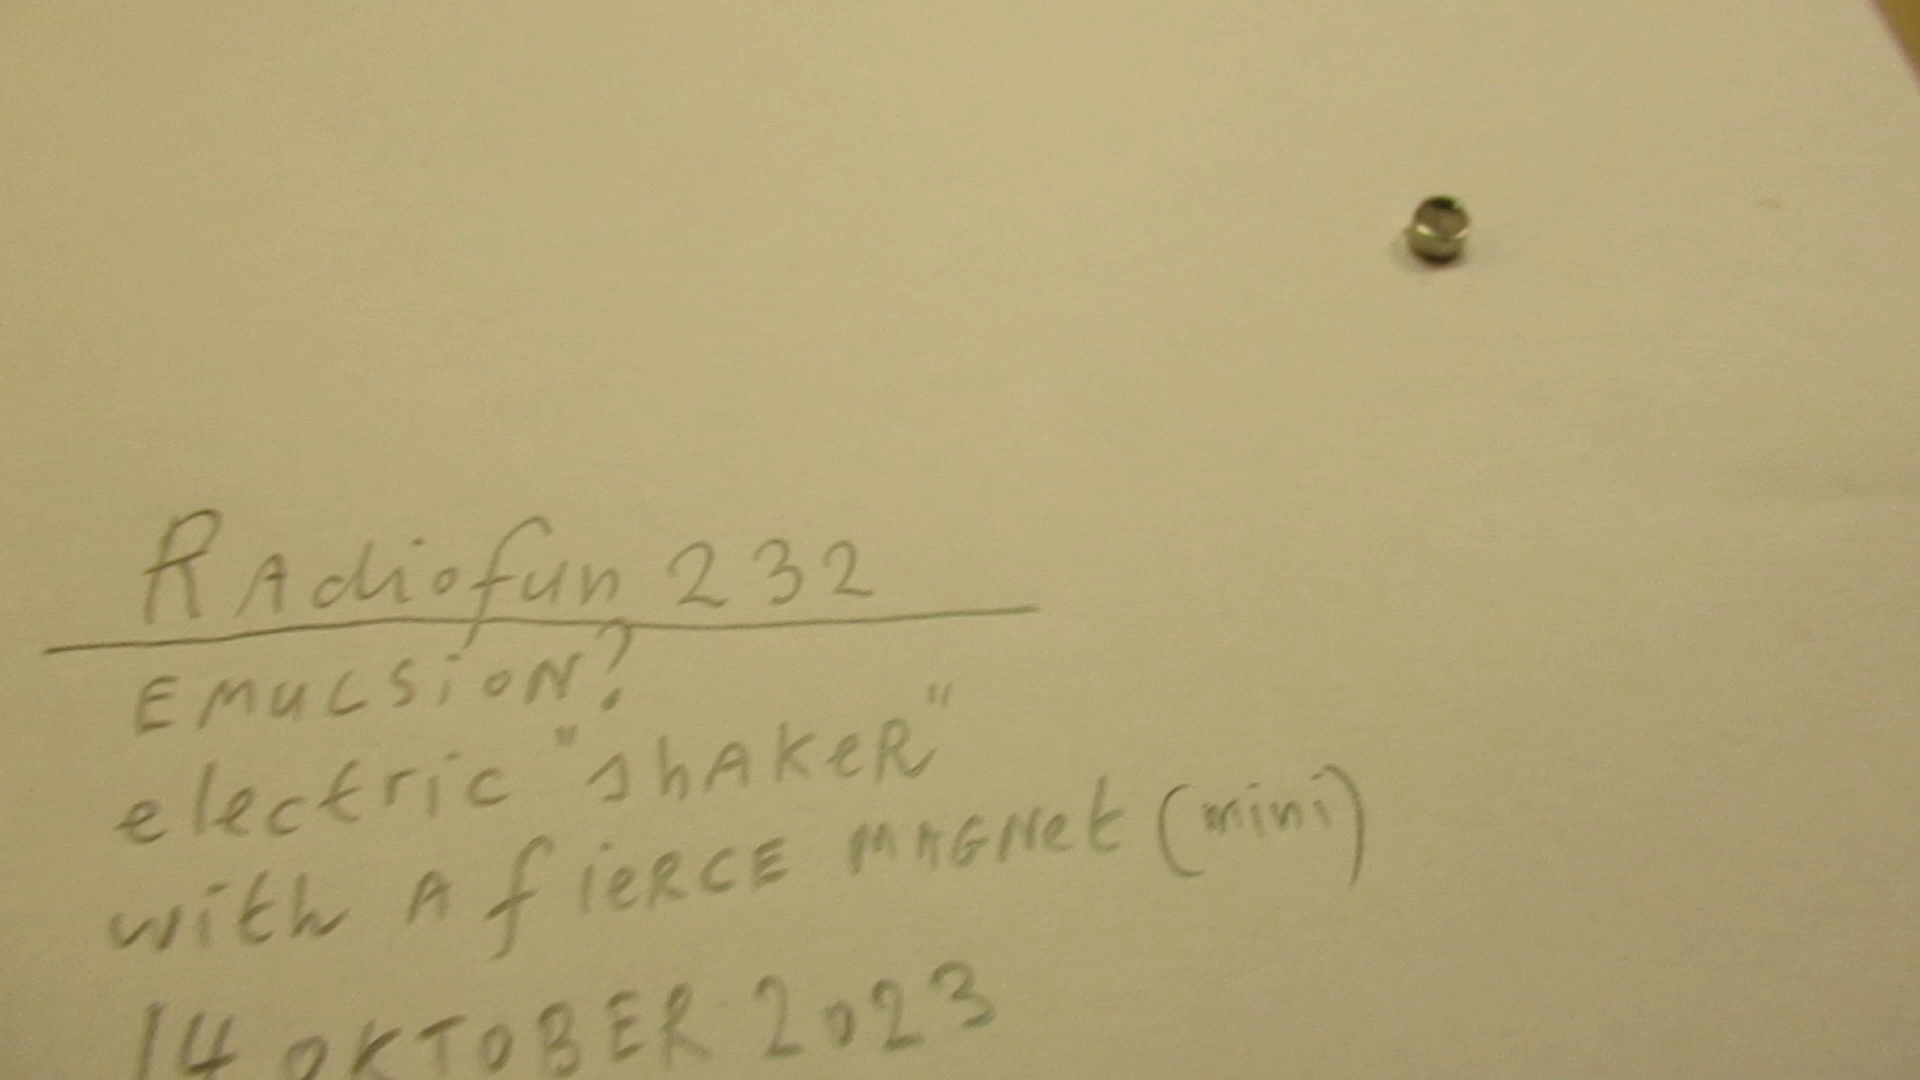 RAdiofun 232
EMULSiON?
electric "shAKeR"
with A fieRCE MAGNet (mini)
14 OKTOBER 2023